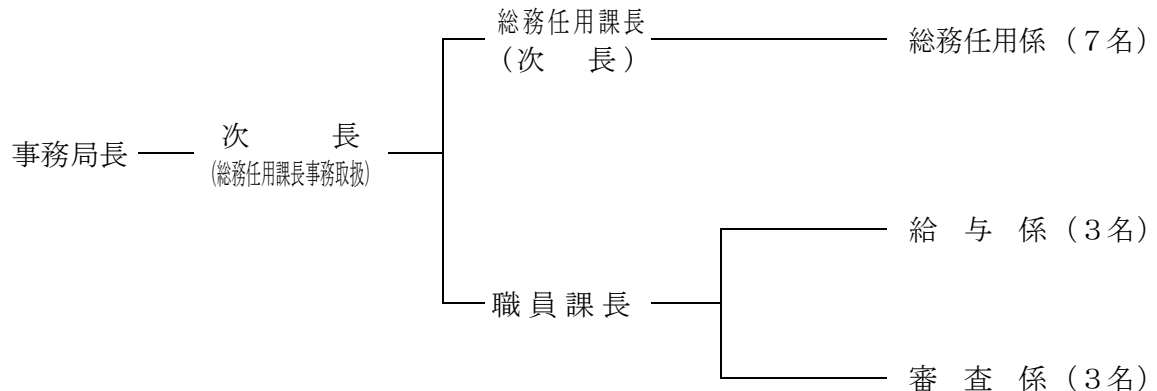 総務任用課長
（次　長）
総務任用係（７名）
事務局長
次　長
(総務任用課長事務取扱)
給与係（３名）
職員課長
審査係（３名）